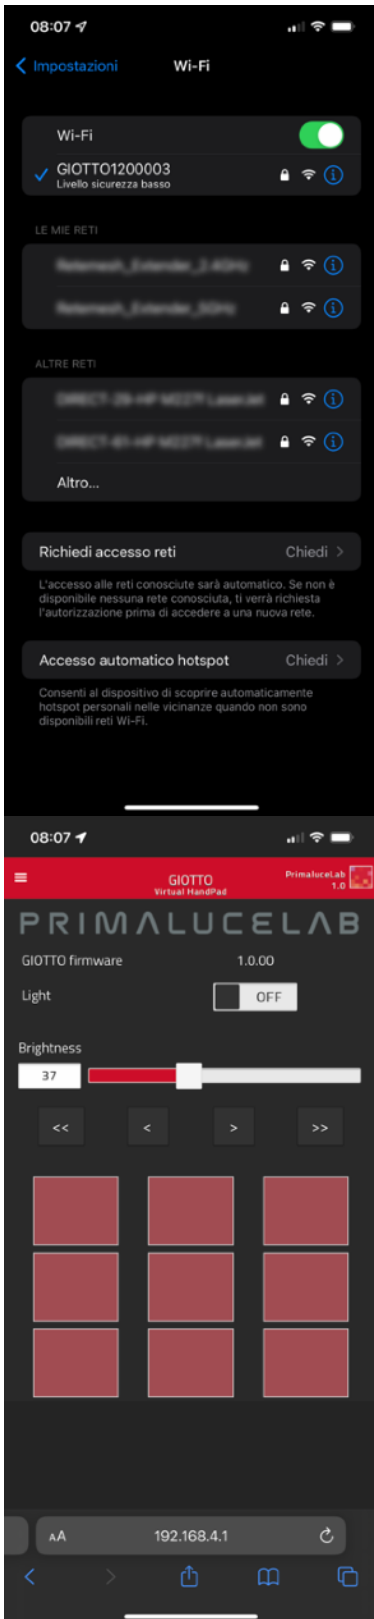 08:07
Impostazioni
Wi-Fi
Wi-Fi
GIOTTO1200003
Livello sicurezza basso
LE MIE RETI
ALTRE RETI
Altro...
Richiedi accesso reti
Chiedi >
L'accesso alle reti conosciute sarà automatico. Se non è
disponibile nessuna rete conosciuta, ti verrà richiesta
l'autorizzazione prima di accedere a una nuova rete.
Accesso automatico hotspot
Chiedi >
Consenti al dispositivo di scoprire automaticamente
hotspot personali nelle vicinanze quando non sono
disponibili reti Wi-Fi.
08:07
GIOTTO
Virtual HandPad
PrimaluceLab
1.0
PRIMALUCELAB
GIOTTO firmware
1.0.00
Light
OFF
Brightness
37
<<
<
>
>>
AA
192.168.4.1